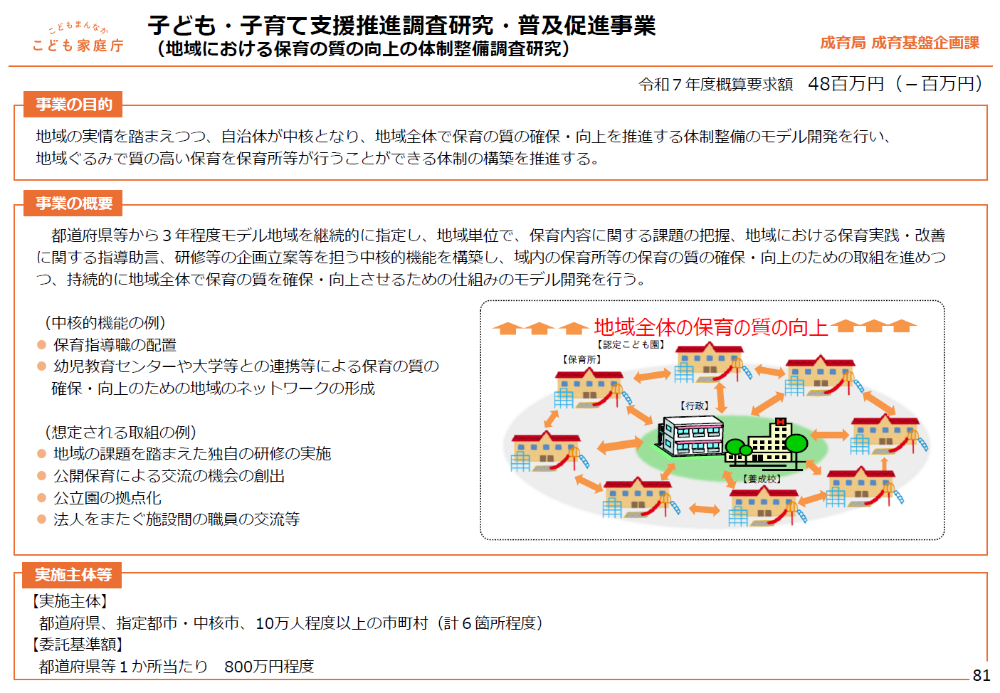 こどもまんなか
こども家庭庁
子ども・子育て支援推進調査研究・普及促進事業
（地域における保育の質の向上の体制整備調査研究）
成育局 成育基盤企画課
令和７年度概算要求額　48百万円（－百万円）
事業の目的
地域の実情を踏まえつつ、自治体が中核となり、地域全体で保育の質の確保・向上を推進する体制整備のモデル開発を行い、
地域ぐるみで質の高い保育を保育所等が行うことができる体制の構築を推進する。
事業の概要
都道府県等から３年程度モデル地域を継続的に指定し、地域単位で、保育内容に関する課題の把握、地域における保育実践・改善
に関する指導助言、研修等の企画立案等を担う中核的機能を構築し、域内の保育所等の保育の質の確保・向上のための取組を進めつ
つ、持続的に地域全体で保育の質を確保・向上させるための仕組みのモデル開発を行う。
（中核的機能の例）
● 保育指導職の配置
● 幼児教育センターや大学等との連携等による保育の質の
確保・向上のための地域のネットワークの形成
（想定される取組の例）
● 地域の課題を踏まえた独自の研修の実施
● 公開保育による交流の機会の創出
● 公立園の拠点化
● 法人をまたぐ施設間の職員の交流等
地域全体の保育の質の向上
【認定こども園】
【保育所】
【行政】
H
【養成校】
実施主体等
【実施主体】
都道府県、指定都市・中核市、10万人程度以上の市町村（計６箇所程度）
【委託基準額】
都道府県等１か所当たり　800万円程度
81